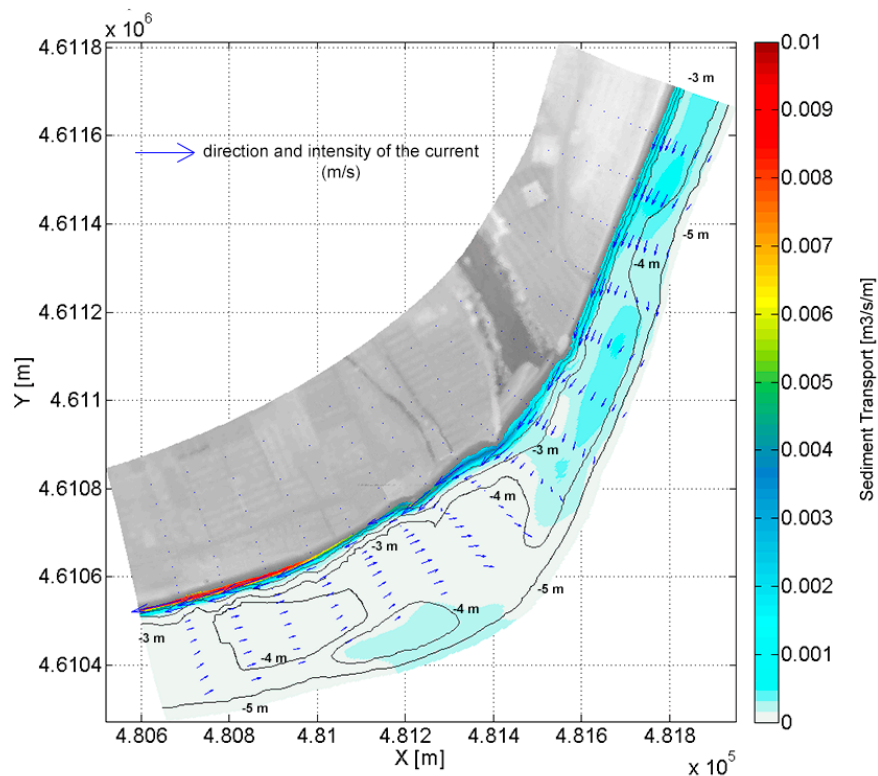 x 10^6
4.6118
4.6116
4.6114
4.6112
4.611
4.6108
4.6106
4.6104
Y [m]
direction and intensity of the current
(m/s)
-3 m
-5 m
-4 m
-3 m
-4 m
-3 m
-5 m
-4 m
-3 m
-4 m
-5 m
4.806
4.808
4.81
4.812
4.814
4.816
4.818
X [m]
x 10^5
0.01
0.009
0.008
0.007
0.006
0.005
0.004
0.003
0.002
0.001
0
Sediment Transport [m3/s/m]